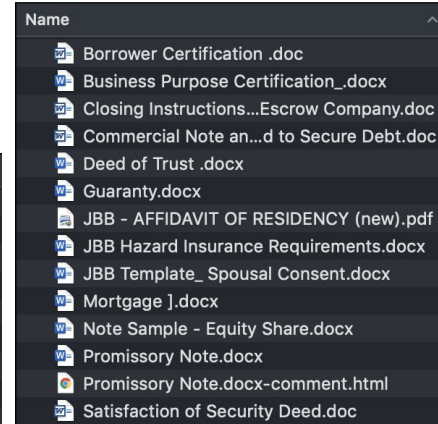 Name
Borrower Certification .doc
Business Purpose Certification_.docx
Closing Instructions...Escrow Company.doc
Commercial Note an...d to Secure Debt.doc
Deed of Trust .docx
Guaranty.docx
JBB - AFFIDAVIT OF RESIDENCY (new).pdf
JBB Hazard Insurance Requirements.docx
JBB Template_ Spousal Consent.docx
Mortgage ].docx
Note Sample - Equity Share.docx
Promissory Note.docx
Promissory Note.docx-comment.html
Satisfaction of Security Deed.doc